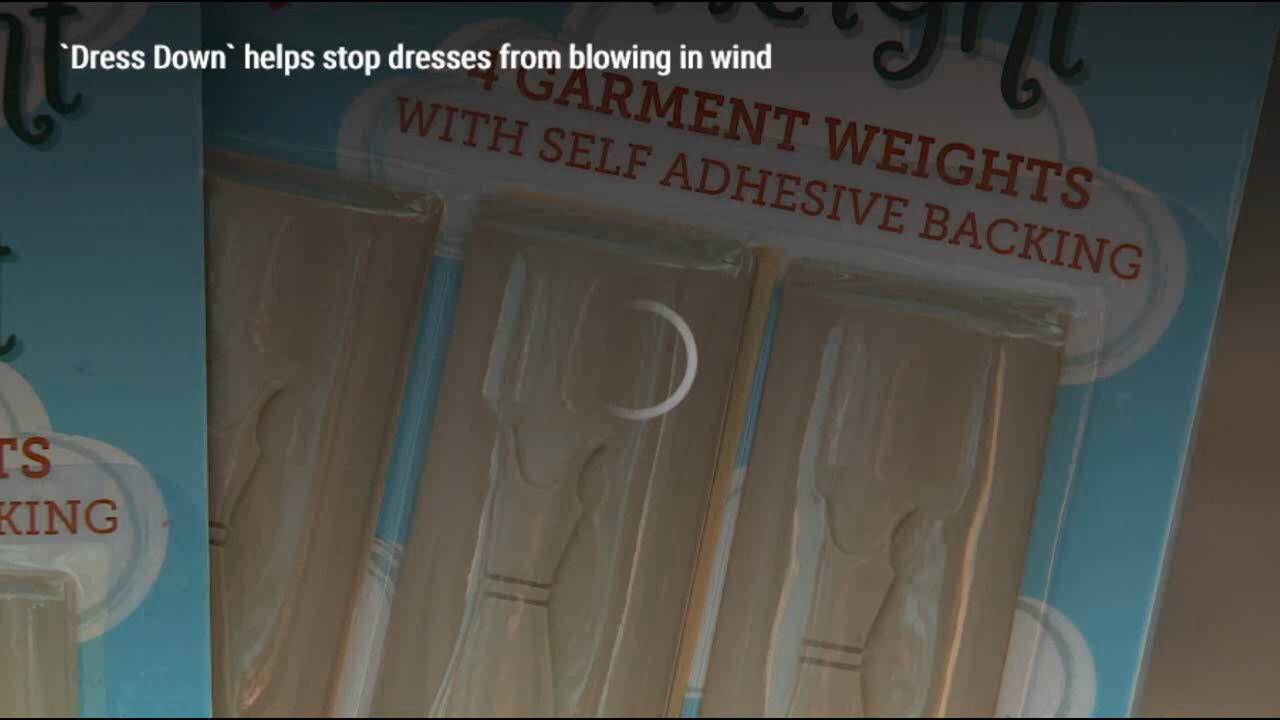 `Dress Down` helps stop dresses from blowing in wind
4 GARMENT WEIGHTS
WITH SELF ADHESIVE BACKING
TS
KING